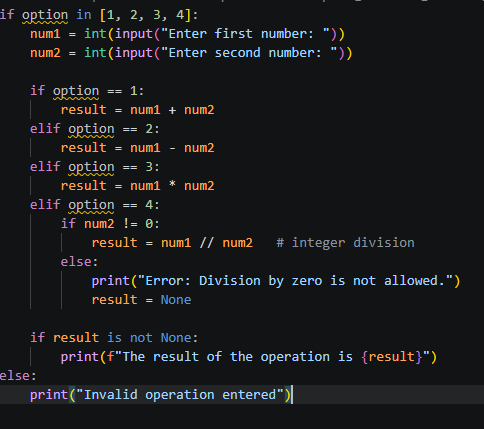 if option in [1, 2, 3, 4]:
    num1 = int(input("Enter first number: "))
    num2 = int(input("Enter second number: "))

    if option == 1:
        result = num1 + num2
    elif option == 2:
        result = num1 - num2
    elif option == 3:
        result = num1 * num2
    elif option == 4:
        if num2 != 0:
            result = num1 // num2   # integer division
        else:
            print("Error: Division by zero is not allowed.")
            result = None

    if result is not None:
        print(f"The result of the operation is {result}")
else:
    print("Invalid operation entered")